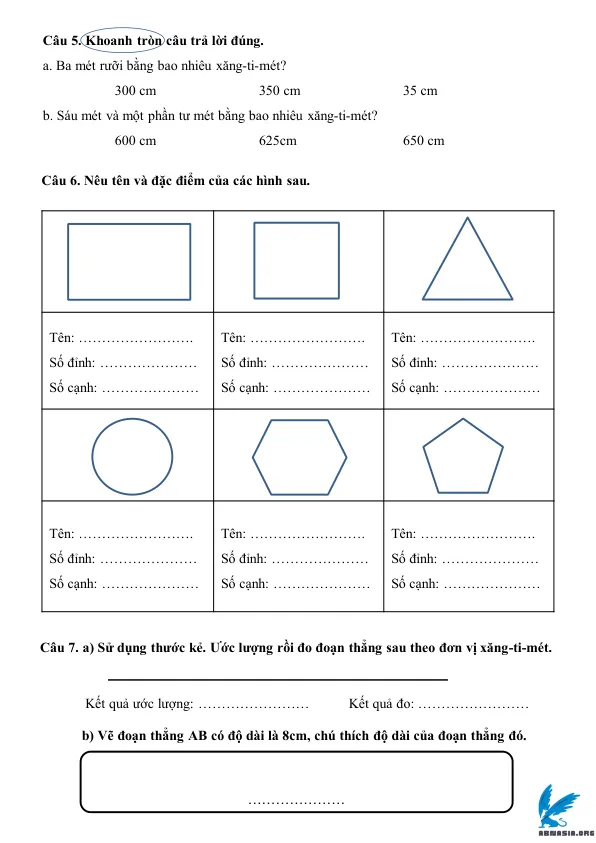 Câu 5. Khoanh tròn câu trả lời đúng.
a. Ba mét rưỡi bằng bao nhiêu xăng-ti-mét?
300 cm 350 cm 35 cm
b. Sáu mét và một phần tư mét bằng bao nhiêu xăng-ti-mét?
600 cm 625cm 650 cm
Câu 6. Nêu tên và đặc điểm của các hình sau.
Tên: ……………………. Tên: ……………………. Tên: …………………….
Số đỉnh: ………………… Số đỉnh: ………………… Số đỉnh: …………………
Số cạnh: ………………… Số cạnh: ………………… Số cạnh: …………………
Tên: ……………………. Tên: ……………………. Tên: …………………….
Số đỉnh: ………………… Số đỉnh: ………………… Số đỉnh: …………………
Số cạnh: ………………… Số cạnh: ………………… Số cạnh: …………………
Câu 7. a) Sử dụng thước kẻ. Ước lượng rồi đo đoạn thẳng sau theo đơn vị xăng-ti-mét.
Kết quả ước lượng: …………………… Kết quả đo: ……………………
b) Vẽ đoạn thẳng AB có độ dài là 8cm, chú thích độ dài của đoạn thẳng đó.
…………………
ABMASIA.ORG